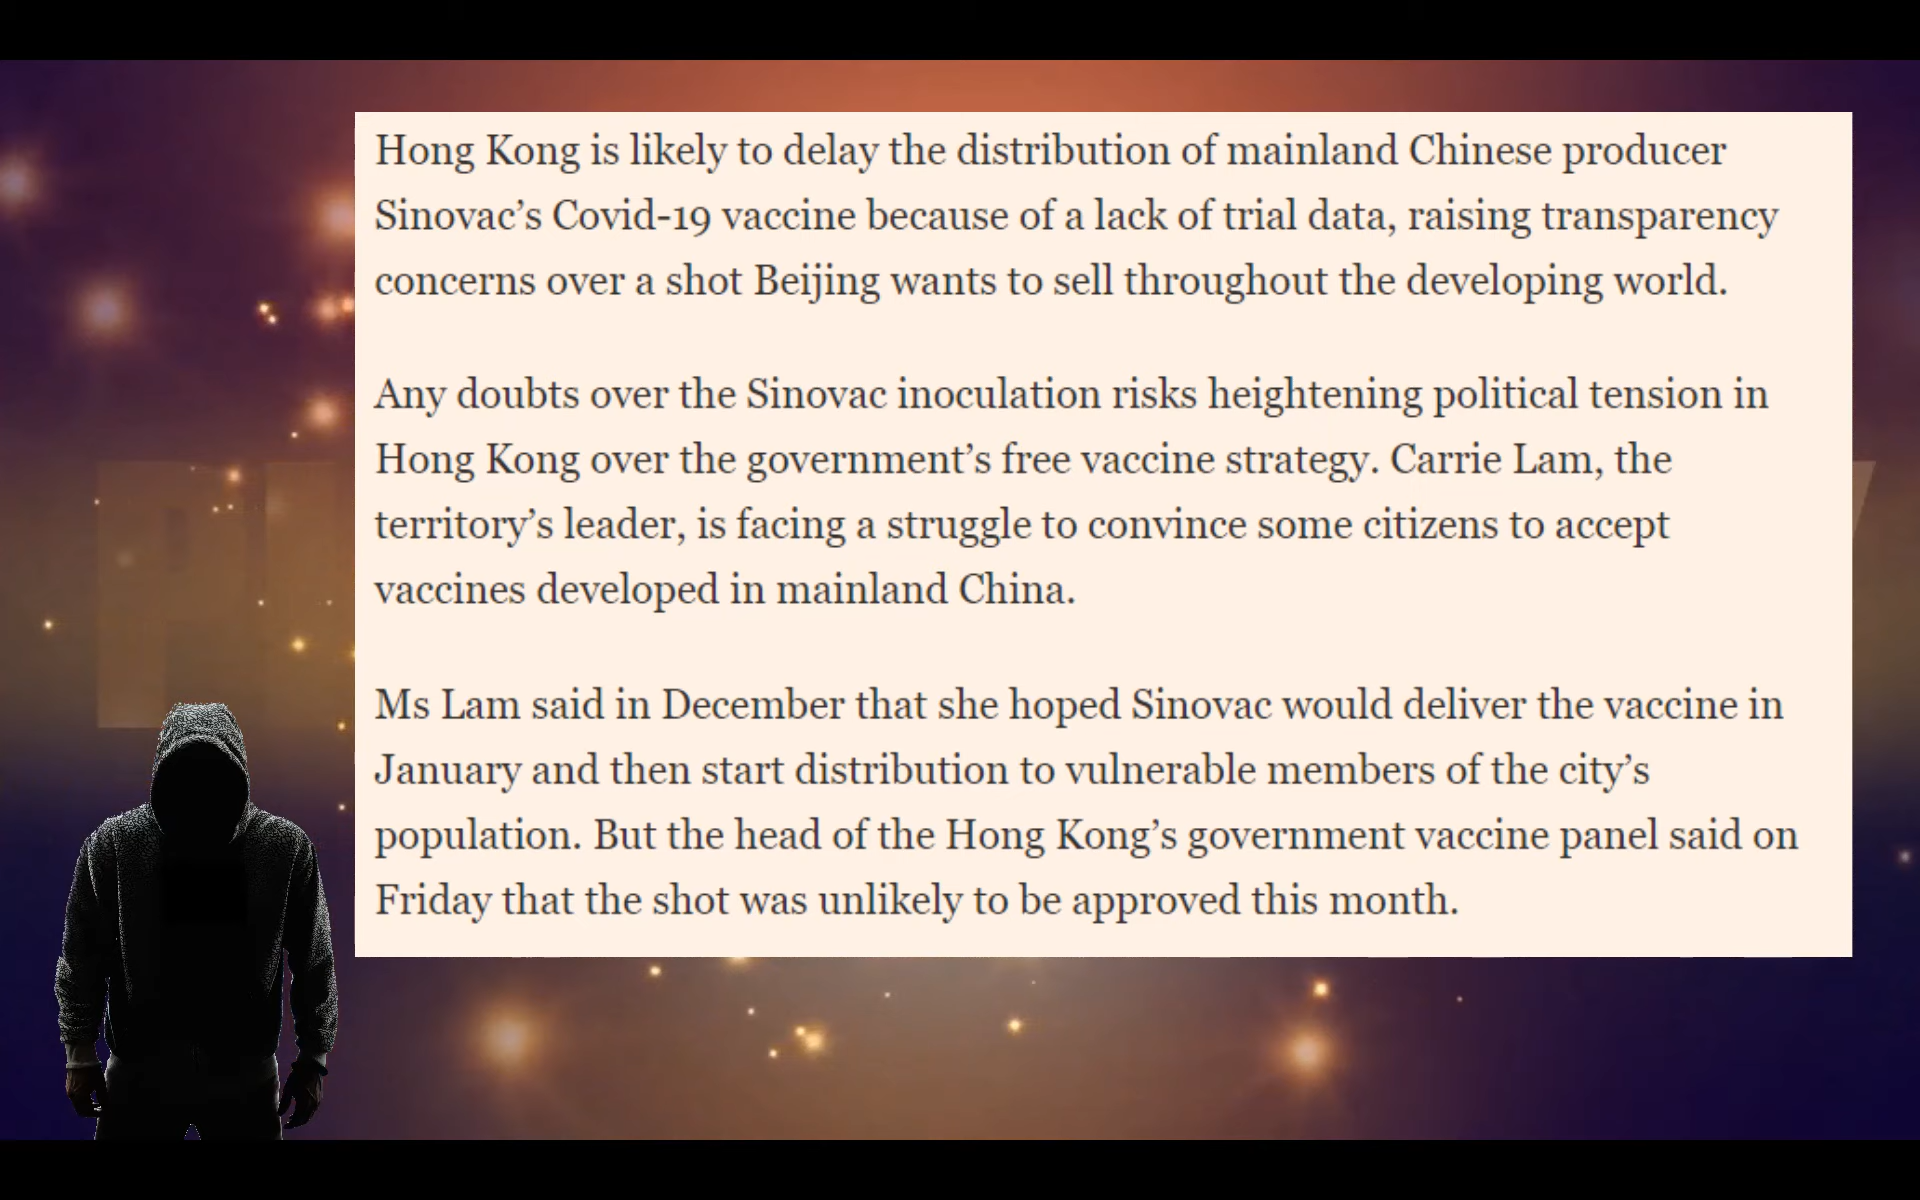 Hong Kong is likely to delay the distribution of mainland Chinese producer
Sinovac’s Covid-19 vaccine because of a lack of trial data, raising transparency
concerns over a shot Beijing wants to sell throughout the developing world.
Any doubts over the Sinovac inoculation risks heightening political tension in
Hong Kong over the government’s free vaccine strategy. Carrie Lam, the
territory’s leader, is facing a struggle to convince some citizens to accept
vaccines developed in mainland China.
Ms Lam said in December that she hoped Sinovac would deliver the vaccine in
January and then start distribution to vulnerable members of the city’s
population. But the head of the Hong Kong’s government vaccine panel said on
Friday that the shot was unlikely to be approved this month.